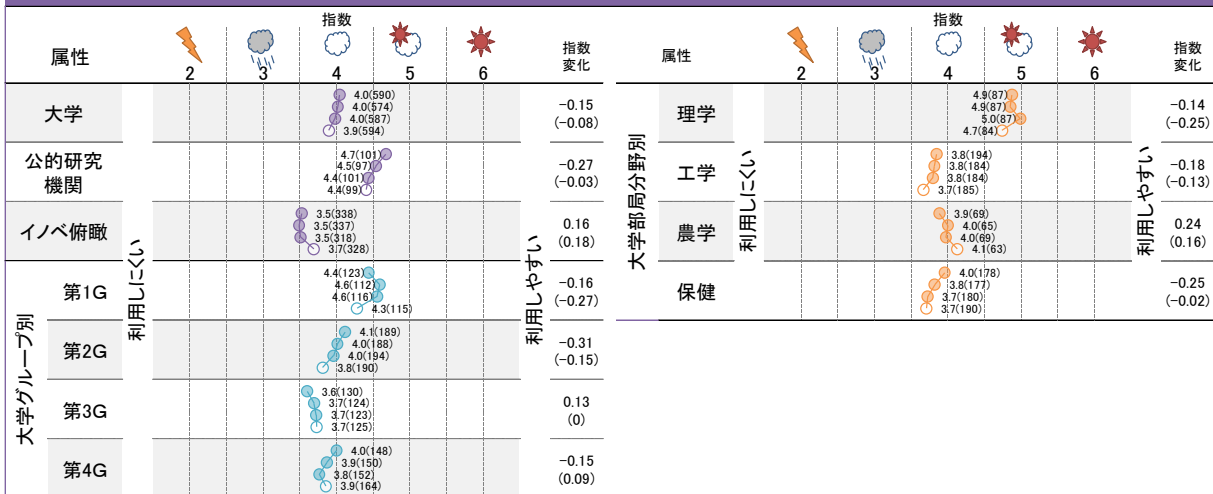 属性
指数
2 3 4 5 6
指数
変化
大学グループ別
利用しにくい
利用しやすい
大学
4.0(590)
4.0(574)
4.0(587)
3.9(594)
-0.15
(-0.08)
公的研究
機関
4.7(101)
4.5(97)
4.4(101)
4.4(99)
-0.27
(-0.03)
イノベ俯瞰
3.5(338)
3.5(337)
3.5(318)
3.7(328)
0.16
(0.18)
第1G
4.4(123)
4.6(112)
4.6(116)
4.3(115)
-0.16
(-0.27)
第2G
4.1(189)
4.0(188)
4.0(194)
3.8(190)
-0.31
(-0.15)
第3G
3.6(130)
3.7(124)
3.7(123)
3.7(125)
0.13
(0)
第4G
4.0(148)
3.9(150)
3.8(152)
3.9(164)
-0.15
(0.09)
属性
指数
2 3 4 5 6
指数
変化
大学部局分野別
利用しにくい
利用しやすい
理学
4.9(87)
4.9(87)
5.0(87)
4.7(84)
-0.14
(-0.25)
工学
3.8(194)
3.8(184)
3.8(184)
3.7(185)
-0.18
(-0.13)
農学
3.9(69)
4.0(65)
4.0(69)
4.1(63)
0.24
(0.16)
保健
4.0(178)
3.8(177)
3.7(180)
3.7(190)
-0.25
(-0.02)